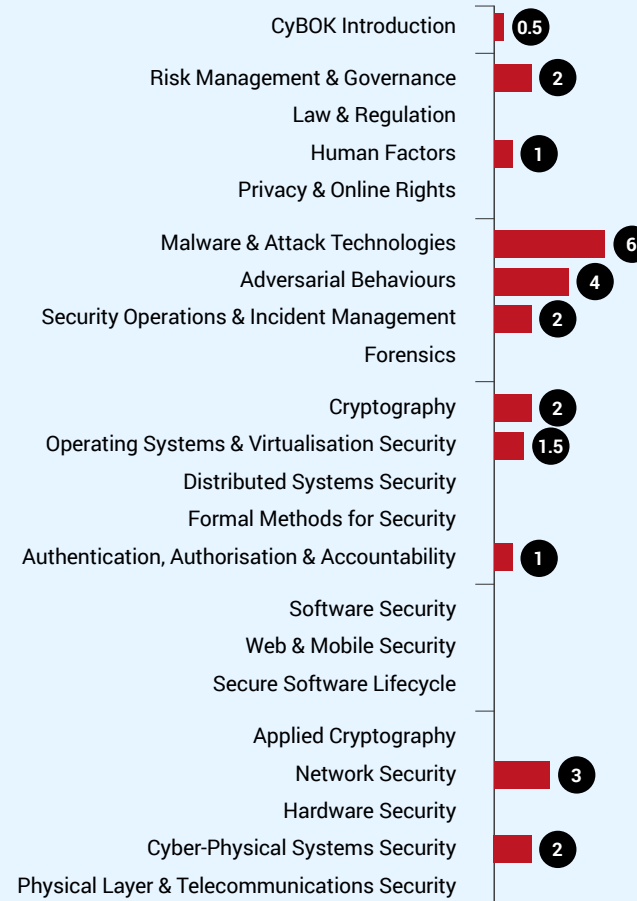 CyBOK Introduction 0.5
Risk Management & Governance 2
Law & Regulation
Human Factors 1
Privacy & Online Rights
Malware & Attack Technologies 6
Adversarial Behaviours 4
Security Operations & Incident Management 2
Forensics
Cryptography 2
Operating Systems & Virtualisation Security 1.5
Distributed Systems Security
Formal Methods for Security
Authentication, Authorisation & Accountability 1
Software Security
Web & Mobile Security
Secure Software Lifecycle
Applied Cryptography
Network Security 3
Hardware Security
Cyber-Physical Systems Security 2
Physical Layer & Telecommunications Security